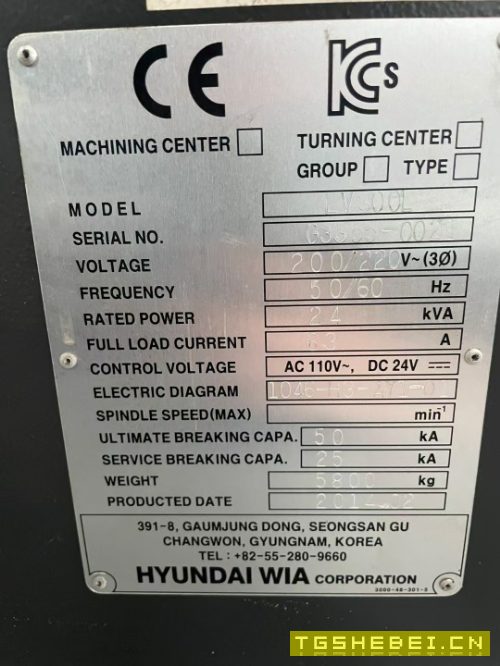 CE KCs
MACHINING CENTER
TURNING CENTER
GROUP TYPE
MODEL
SERIAL NO.
VOLTAGE 200/220 V~(3Ø)
FREQUENCY 50/60 Hz
RATED POWER 24 kVA
FULL LOAD CURRENT 63 A
CONTROL VOLTAGE AC 110V~, DC 24V
ELECTRIC DIAGRAM
SPINDLE SPEED(MAX) min⁻¹
ULTIMATE BREAKING CAPA. 50 kA
SERVICE BREAKING CAPA. 25 kA
WEIGHT 5800 kg
PRODUCTED DATE 2014.02
391-8, GAUMJUNG DONG, SEONGSAN GU
CHANGWON, GYUNGNAM, KOREA
TEL : +82-55-280-9660
HYUNDAI WIA CORPORATION
TGSHEBEI.CN